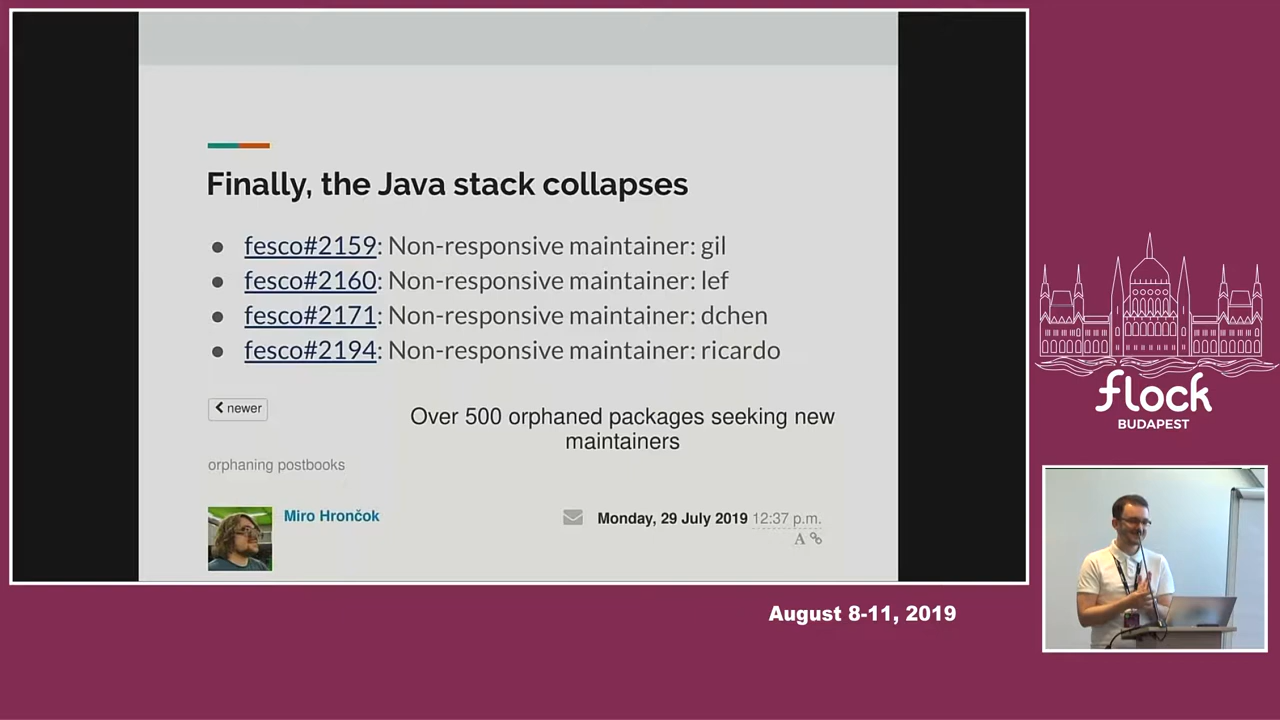 Finally, the Java stack collapses
● fesco#2159: Non-responsive maintainer: gil
● fesco#2160: Non-responsive maintainer: lef
● fesco#2171: Non-responsive maintainer: dchen
● fesco#2194: Non-responsive maintainer: ricardo
newer
Over 500 orphaned packages seeking new
maintainers
orphaning postbooks
Miro Hrončok
Monday, 29 July 2019 12:37 p.m.
A
flock
BUDAPEST
August 8-11, 2019